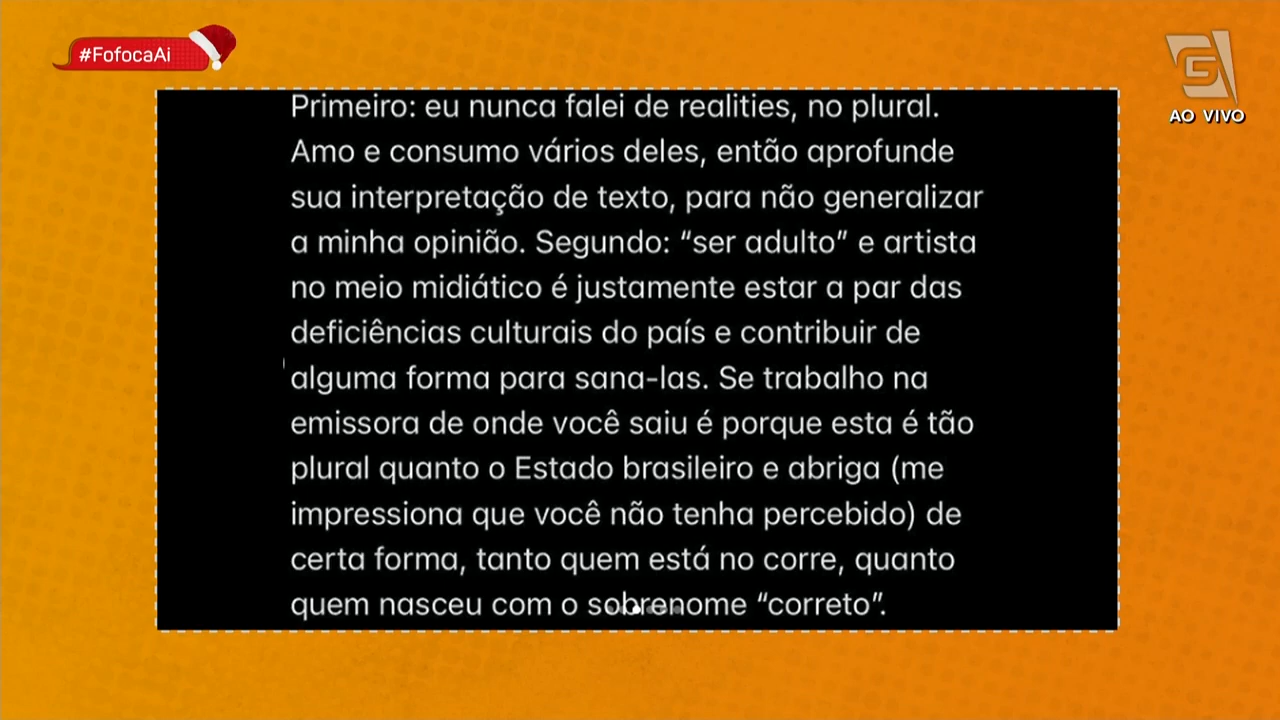 #FofocaAi
AO VIVO
Primeiro: eu nunca falei de realities, no plural.
Amo e consumo vários deles, então aprofunde
sua interpretação de texto, para não generalizar
a minha opinião. Segundo: “ser adulto” e artista
no meio midiático é justamente estar a par das
deficiências culturais do país e contribuir de
alguma forma para sana-las. Se trabalho na
emissora de onde você saiu é porque esta é tão
plural quanto o Estado brasileiro e abriga (me
impressiona que você não tenha percebido) de
certa forma, tanto quem está no corre, quanto
quem nasceu com o sobrenome “correto”.